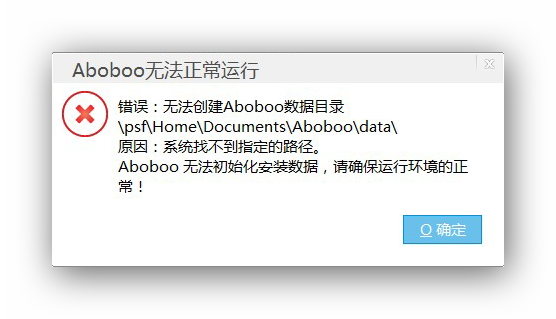 Aboboo无法正常运行
错误：无法创建Aboboo数据目录
\psf\Home\Documents\Aboboo\data\
原因：系统找不到指定的路径。
Aboboo 无法初始化安装数据，请确保运行环境的正
常！
O 确定